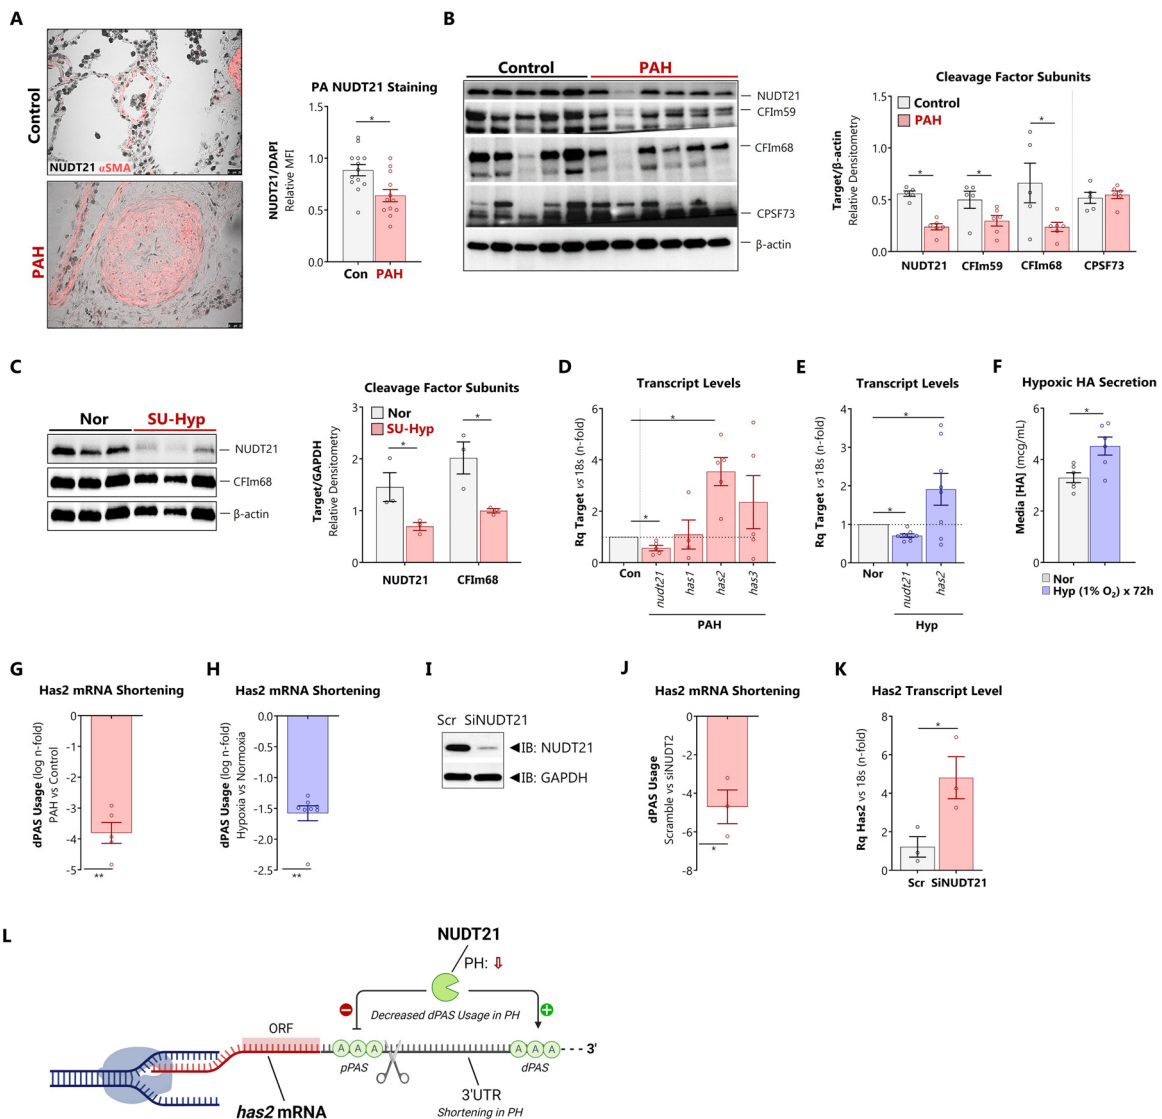 A
Control
NUDT21 αSMA
PAH
PA NUDT21 Staining
NUDT21/DAPI
Relative MFI
1.5
1.0
0.5
0.0
*
Con PAH
B
Control PAH
NUDT21
CFIm59
CFIm68
CPSF73
β-actin
Cleavage Factor Subunits
Control
PAH
Target/β-actin
Relative Densitometry
1.5
1.0
0.5
0.0
* * *
NUDT21 CFIm59 CFIm68 CPSF73
C
Nor SU-Hyp
NUDT21
CFIm68
β-actin
Cleavage Factor Subunits
Nor
SU-Hyp
Target/GAPDH
Relative Densitometry
3
2
1
0
* *
NUDT21 CFIm68
D
Transcript Levels
Rq Target vs 18s (n-fold)
6
4
2
1
0
* *
Con
nudt21 has1 has2 has3
PAH
E
Transcript Levels
Rq Target vs 18s (n-fold)
4
3
2
1
0
* *
Nor
nudt21 has2
Hyp
F
Hypoxic HA Secretion
Media [HA] (mcg/mL)
6
4
2
0
*
Nor
Hyp (1% O₂) x 72h
G
Has2 mRNA Shortening
dPAS Usage (log n-fold)
PAH vs Control
0
-1
-2
-3
-4
-5
**
H
Has2 mRNA Shortening
dPAS Usage (log n-fold)
Hypoxia vs Normoxia
0.0
-0.5
-1.0
-1.5
-2.0
-2.5
**
I
Scr SiNUDT21
◀IB: NUDT21
◀IB: GAPDH
J
Has2 mRNA Shortening
dPAS Usage
Scramble vs siNUDT2
0
-2
-4
-6
-8
*
K
Has2 Transcript Level
Rq Has2 vs 18s (n-fold)
8
6
4
2
0
*
Scr SiNUDT21
L
NUDT21
PH: ⇩
Decreased dPAS Usage in PH
ORF
A A A
A A A
3'
pPAS
dPAS
3'UTR
Shortening in PH
has2 mRNA